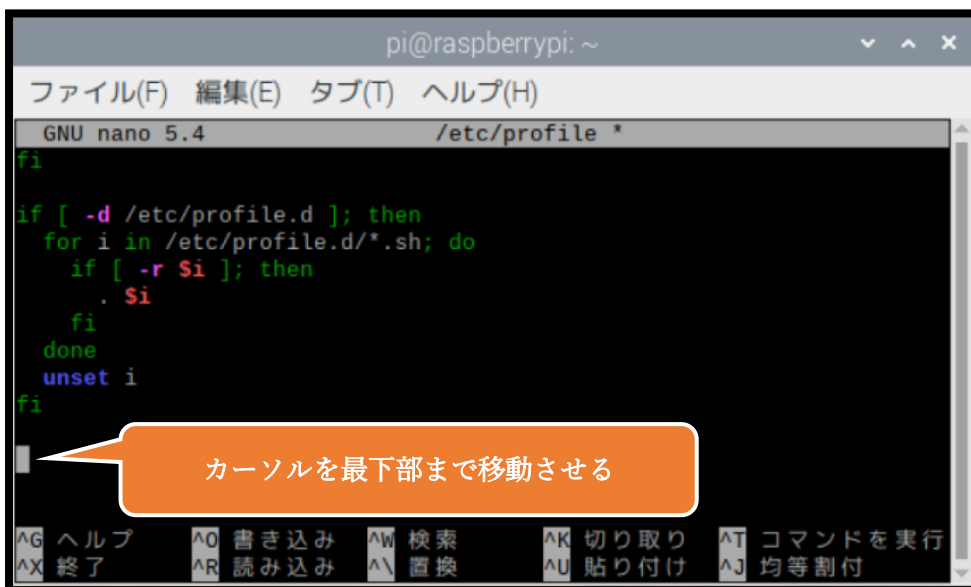 pi@raspberrypi: ~
ファイル(F) 編集(E) タブ(T) ヘルプ(H)
GNU nano 5.4 /etc/profile *
fi
if [ -d /etc/profile.d ]; then
  for i in /etc/profile.d/*.sh; do
    if [ -r $i ]; then
      . $i
    fi
  done
  unset i
fi
カーソルを最下部まで移動させる
^G ヘルプ ^O 書き込み ^W 検索 ^K 切り取り ^T コマンドを実行
^X 終了 ^R 読み込み ^\ 置換 ^U 貼り付け ^J 均等割付